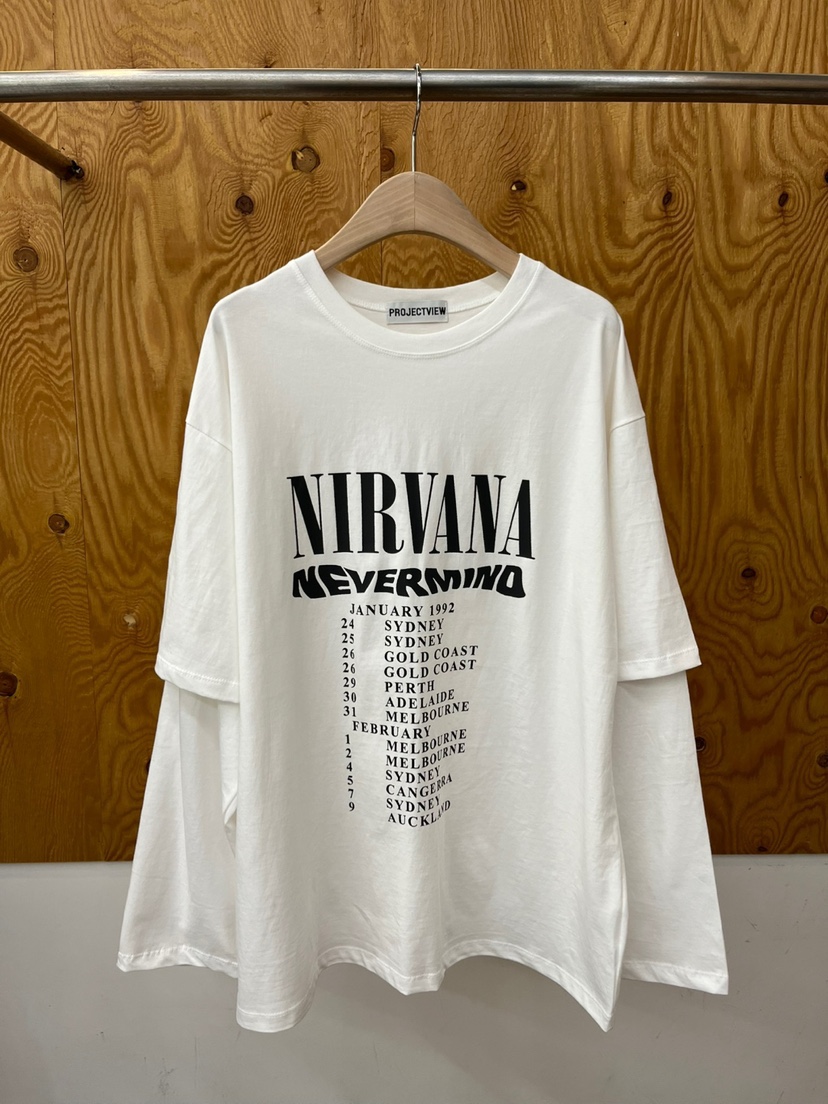 PROJECTVIEW
NIRVANA
NEVERMIND
JANUARY 1992
24 SYDNEY
25 SYDNEY
26 GOLD COAST
26 GOLD COAST
29 PERTH
30 ADELAIDE
31 MELBOURNE
FEBRUARY
1 MELBOURNE
2 MELBOURNE
4 SYDNEY
5 CANGERRA
7 SYDNEY
9 AUCKLAND